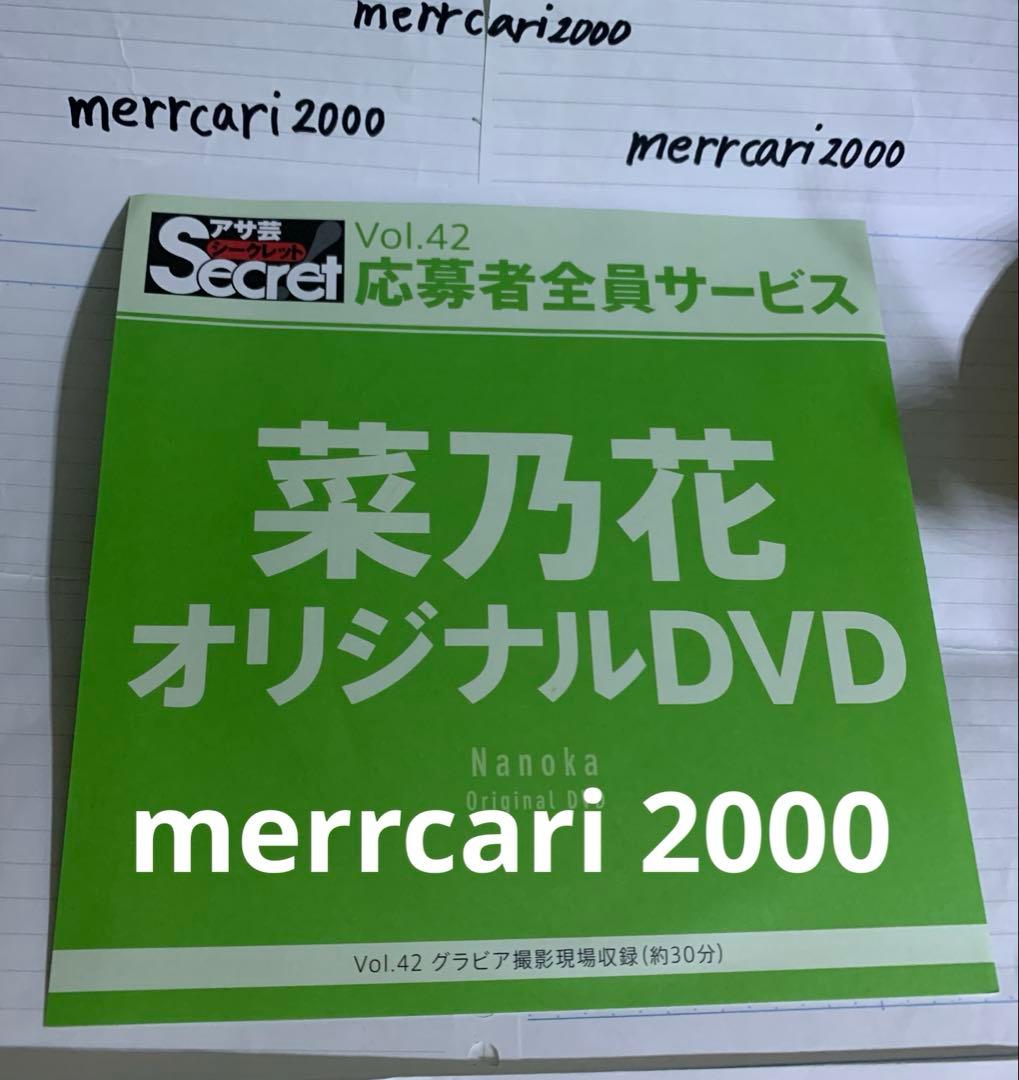 merrcari2000
merrcari 2000
merrcari2000
アサ芸
シークレット!
Secret
Vol.42
応募者全員サービス
菜乃花
オリジナルDVD
Nanoka
Original DVD
merrcari 2000
Vol.42 グラビア撮影現場収録(約30分)